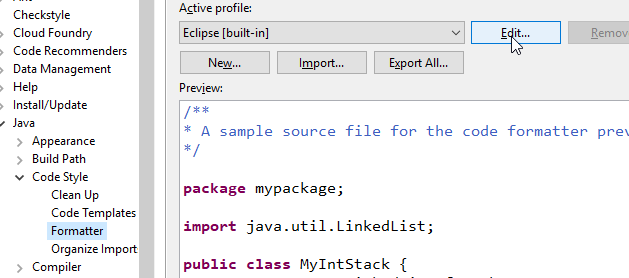 Ant
Checkstyle
Cloud Foundry
Code Recommenders
Data Management
Help
Install/Update
Java
Appearance
Build Path
Code Style
Clean Up
Code Templates
Formatter
Organize Import
Compiler
Active profile:
Eclipse [built-in]
Edit...
Remov
New...
Import...
Export All...
Preview:
/**
* A sample source file for the code formatter prev
*/
package mypackage;
import java.util.LinkedList;
public class MyIntStack {